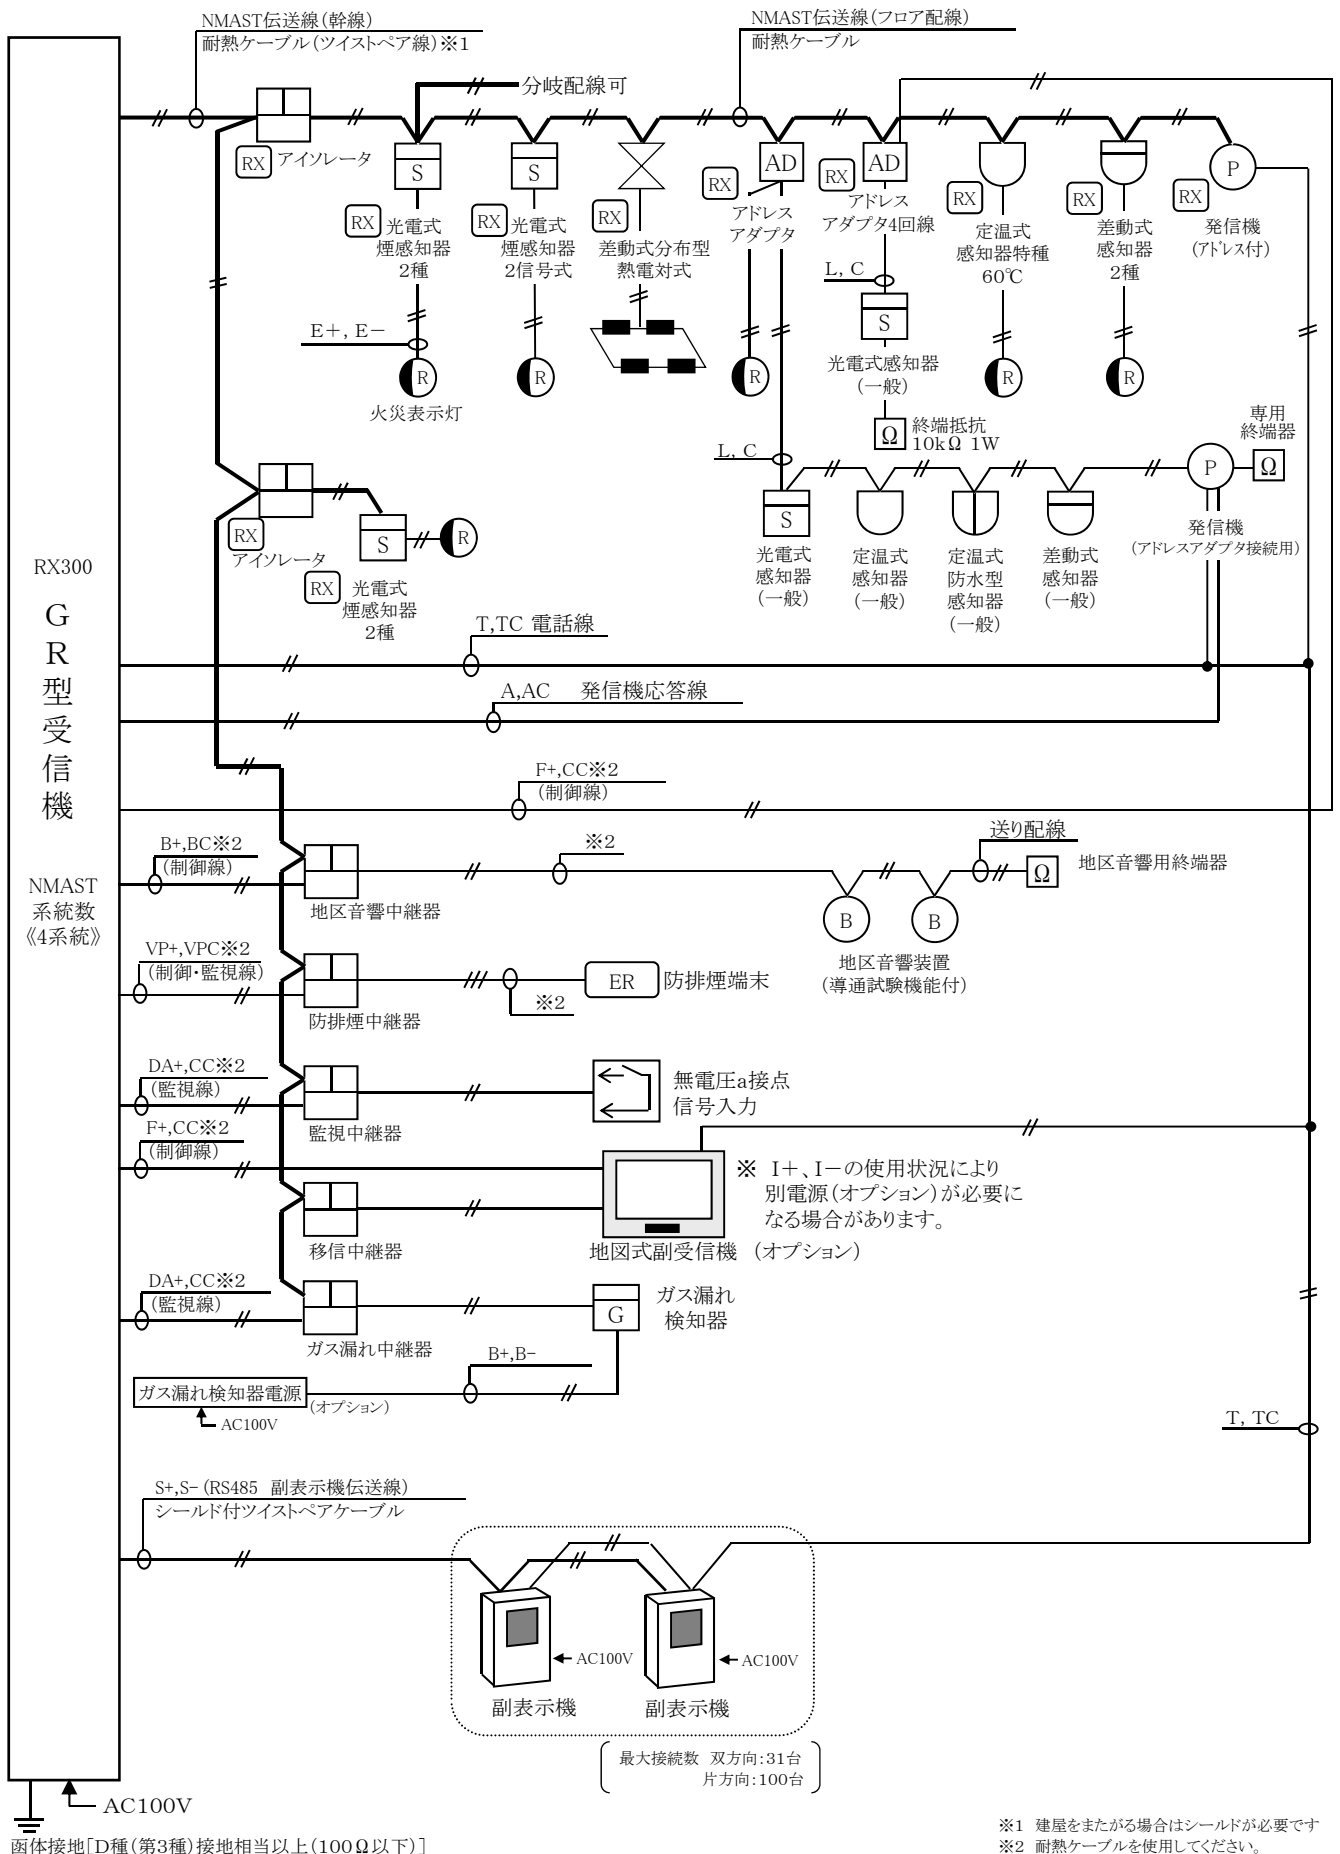 NMAST伝送線(幹線)
耐熱ケーブル(ツイストペア線)※1
NMAST伝送線(フロア配線)
耐熱ケーブル
分岐配線可
RX
アイソレータ
S
RX
光電式
煙感知器
2種
S
RX
光電式
煙感知器
2信号式
RX
差動式分布型
熱電対式
AD
RX
アドレス
アダプタ
AD
RX
アドレス
アダプタ4回線
RX
定温式
感知器特種
60℃
RX
差動式
感知器
2種
P
RX
発信機
(アドレス付)
E+, E−
R
火災表示灯
R
R
L, C
S
光電式感知器
(一般)
Ω
終端抵抗
10kΩ 1W
R
R
専用
終端器
L, C
P
Ω
発信機
(アドレスアダプタ接続用)
S
光電式
感知器
(一般)
定温式
感知器
(一般)
定温式
防水型
感知器
(一般)
差動式
感知器
(一般)
RX
アイソレータ
S
R
RX
光電式
煙感知器
2種
RX300
GR型受信機
NMAST
系統数
《4系統》
T,TC 電話線
A,AC 発信機応答線
F+,CC※2
(制御線)
B+,BC※2
(制御線)
地区音響中継器
※2
送り配線
Ω
地区音響用終端器
B
B
地区音響装置
(導通試験機能付)
VP+,VPC※2
(制御・監視線)
防排煙中継器
※2
ER
防排煙端末
DA+,CC※2
(監視線)
監視中継器
無電圧a接点
信号入力
F+,CC※2
(制御線)
移信中継器
※ I+、I−の使用状況により
別電源(オプション)が必要に
なる場合があります。
地図式副受信機 (オプション)
DA+,CC※2
(監視線)
ガス漏れ中継器
G
ガス漏れ
検知器
B+,B-
ガス漏れ検知器電源
(オプション)
AC100V
T, TC
S+,S-(RS485 副表示機伝送線)
シールド付ツイストペアケーブル
AC100V
AC100V
副表示機
副表示機
最大接続数 双方向:31台
片方向:100台
AC100V
函体接地[D種(第3種)接地相当以上(100Ω以下)]
※1 建屋をまたがる場合はシールドが必要です
※2 耐熱ケーブルを使用してください。